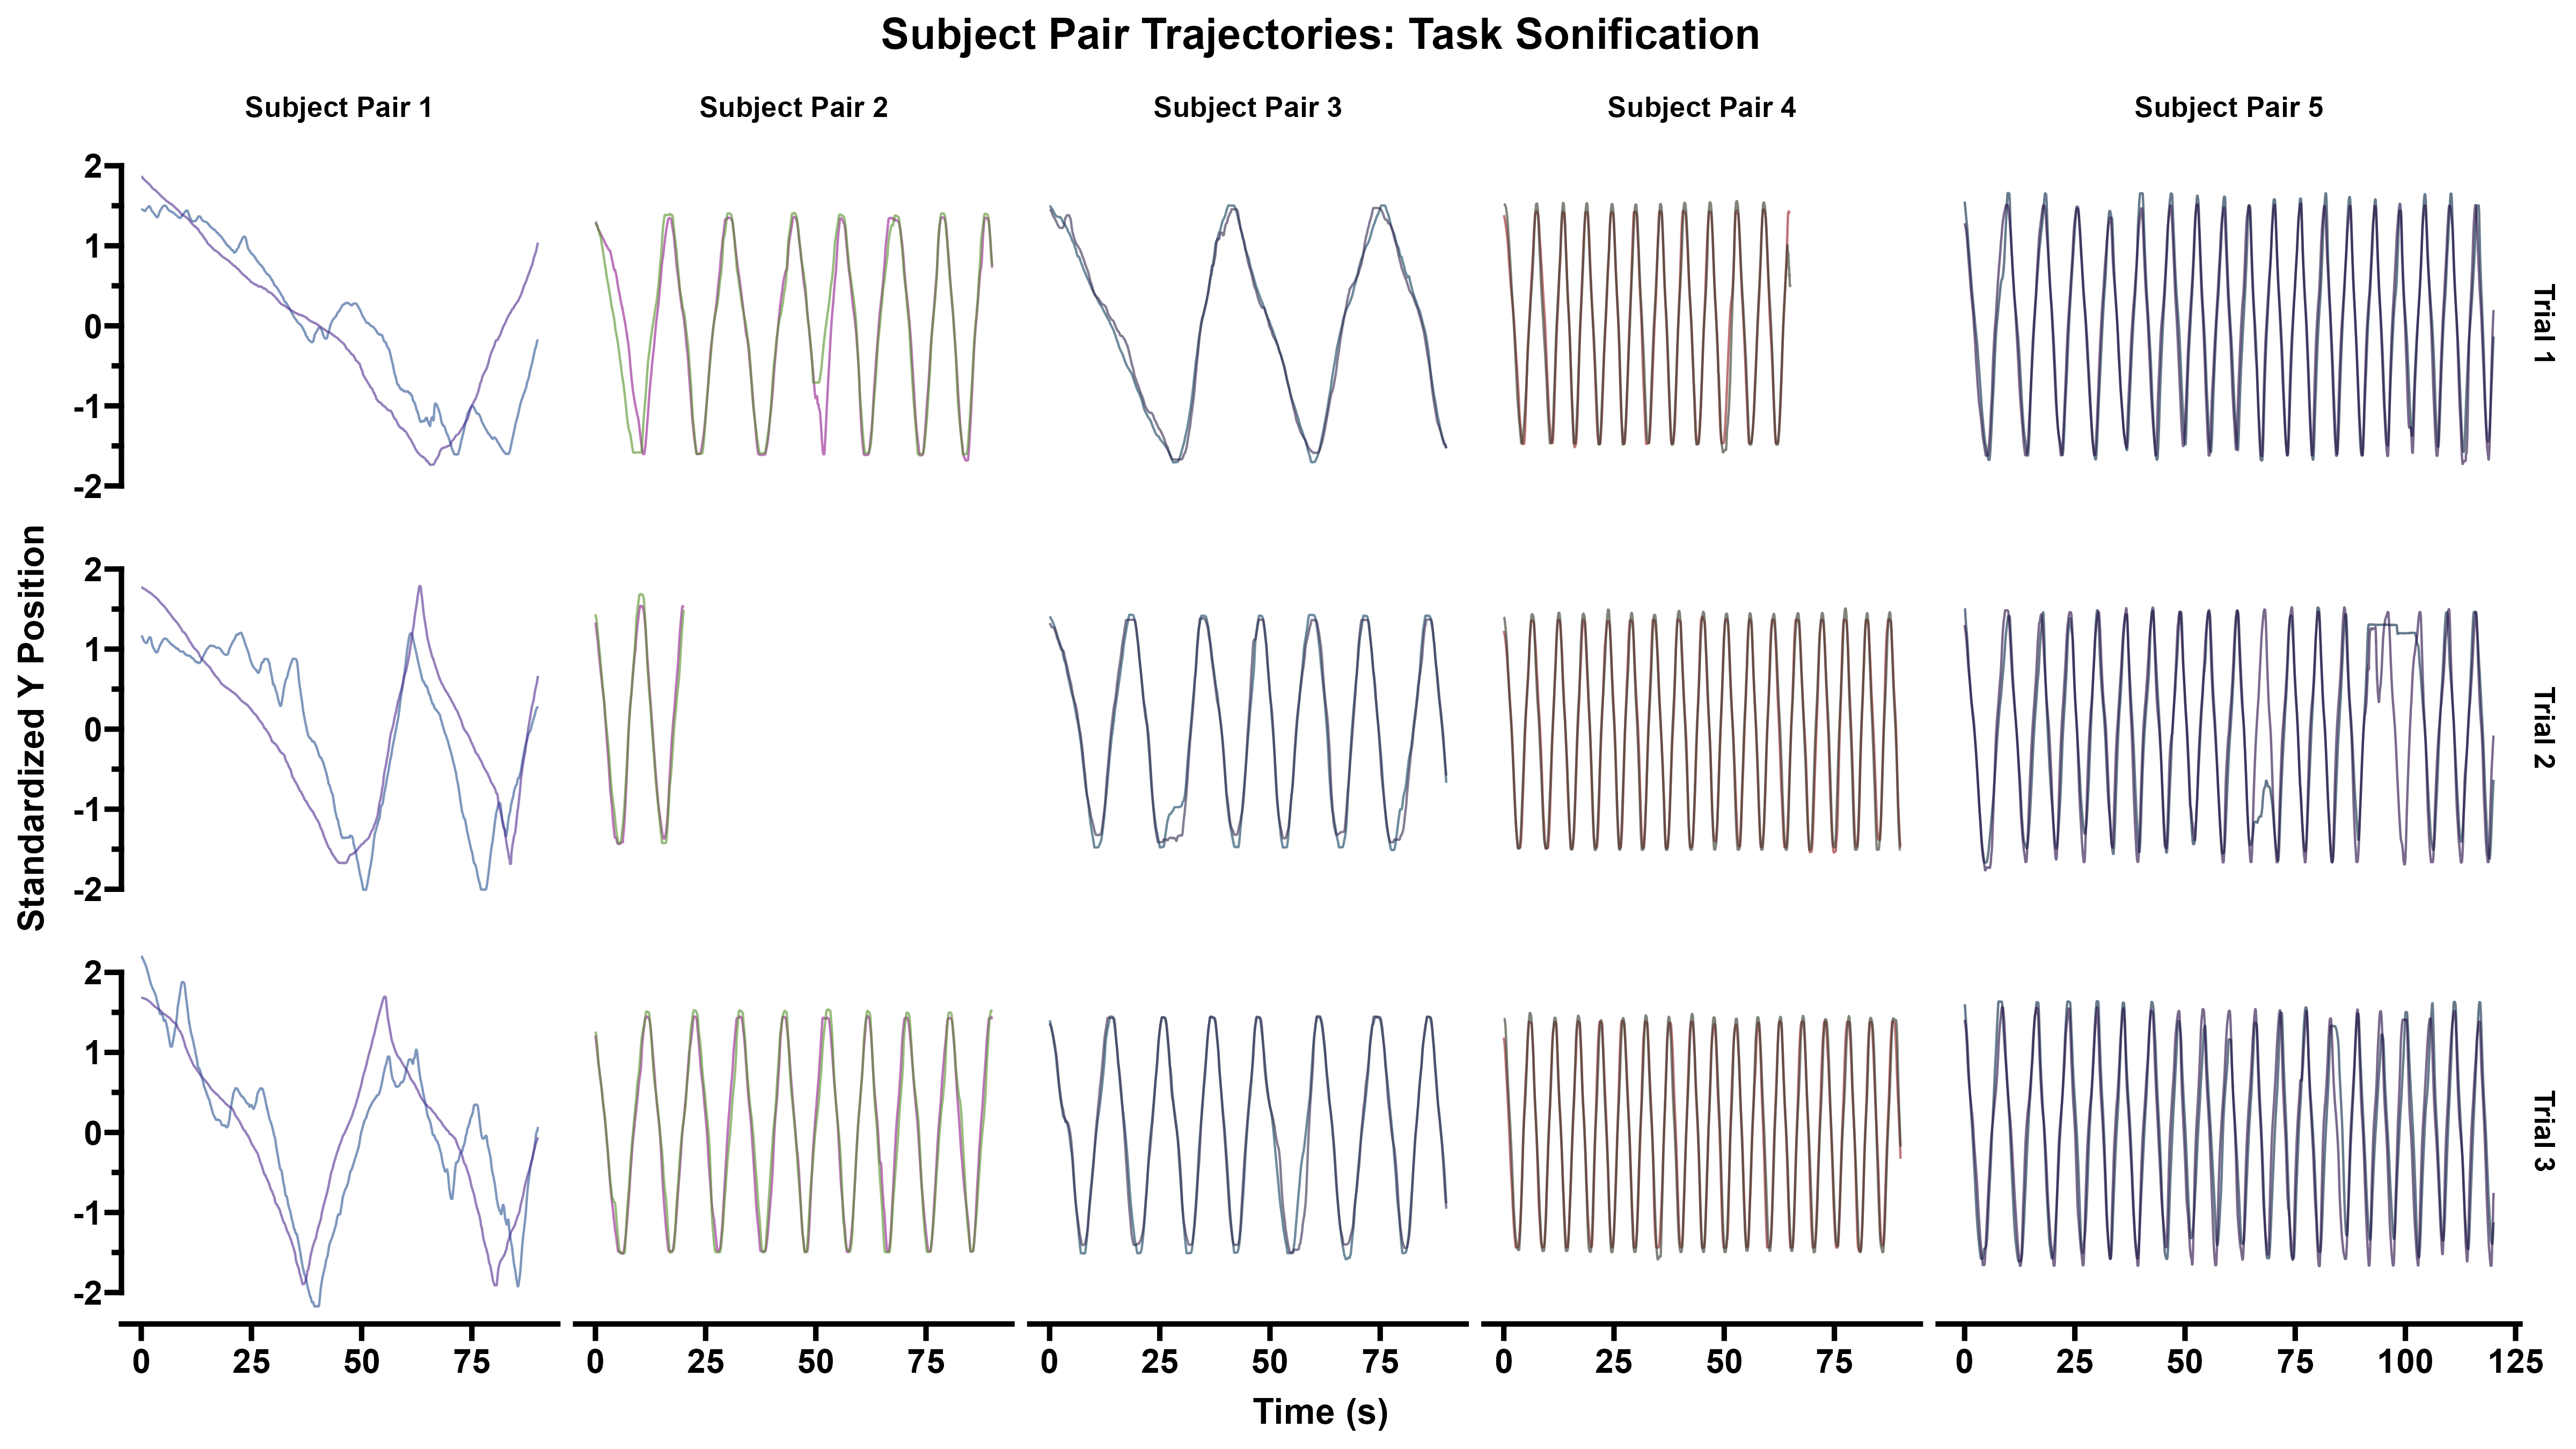 Subject Pair Trajectories: Task Sonification
Subject Pair 1
Subject Pair 2
Subject Pair 3
Subject Pair 4
Subject Pair 5
2
1
0
-1
-2
Trial 1
2
1
0
-1
-2
Trial 2
Standardized Y Position
2
1
0
-1
-2
Trial 3
0 25 50 75
0 25 50 75
0 25 50 75
0 25 50 75
0 25 50 75 100 125
Time (s)